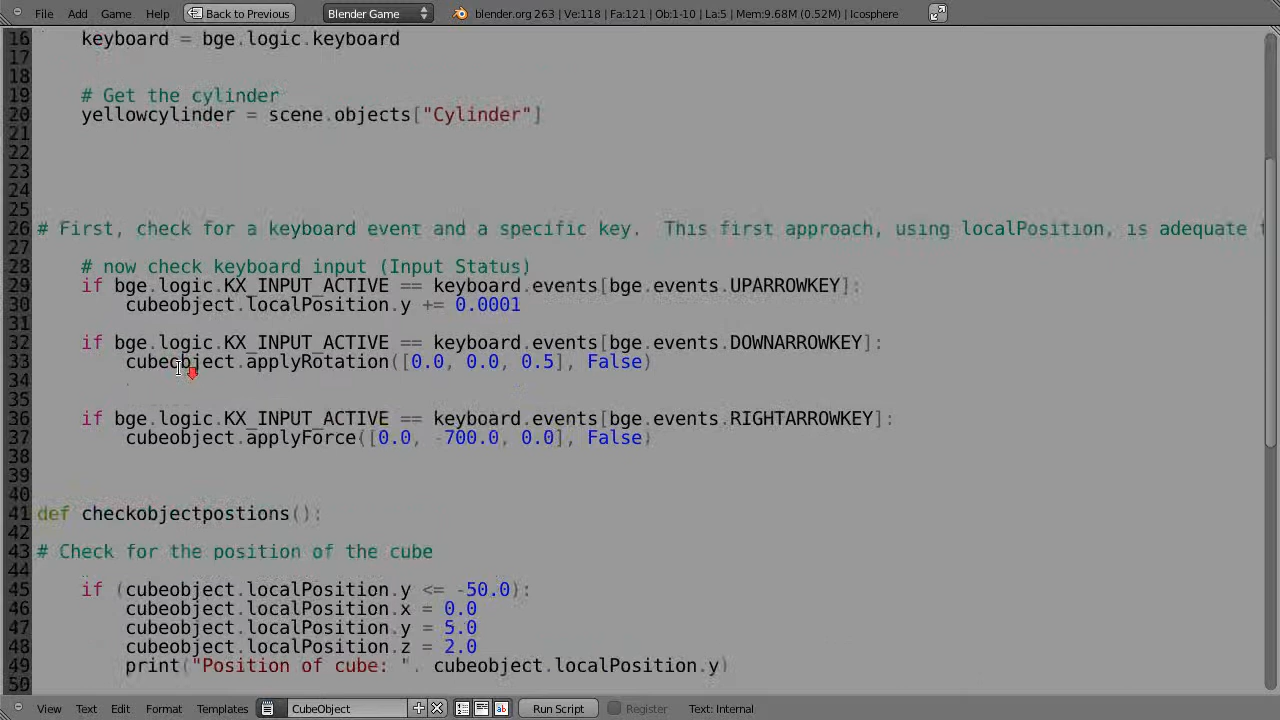 File Add Game Help Back to Previous Blender Game blender.org 263 | Ve:118 | Fa:121 | Ob:1-10 | La:5 | Mem:9.68M (0.52M) | Icosphere
16 keyboard = bge.logic.keyboard
17
18
19 # Get the cylinder
20 yellowcylinder = scene.objects["Cylinder"]
21
22
23
24
25
26 # First, check for a keyboard event and a specific key.  This first approach, using localPosition, is adequate
27
28 # now check keyboard input (Input Status)
29 if bge.logic.KX_INPUT_ACTIVE == keyboard.events[bge.events.UPARROWKEY]:
30 cubeobject.localPosition.y += 0.0001
31
32 if bge.logic.KX_INPUT_ACTIVE == keyboard.events[bge.events.DOWNARROWKEY]:
33 cubeobject.applyRotation([0.0, 0.0, 0.5], False)
34
35
36 if bge.logic.KX_INPUT_ACTIVE == keyboard.events[bge.events.RIGHTARROWKEY]:
37 cubeobject.applyForce([0.0, -700.0, 0.0], False)
38
39
40
41 def checkobjectpostions():
42
43 # Check for the position of the cube
44
45 if (cubeobject.localPosition.y <= -50.0):
46 cubeobject.localPosition.x = 0.0
47 cubeobject.localPosition.y = 5.0
48 cubeobject.localPosition.z = 2.0
49 print("Position of cube: ". cubeobject.localPosition.y)
50
View Text Edit Format Templates CubeObject Run Script Register Text: Internal